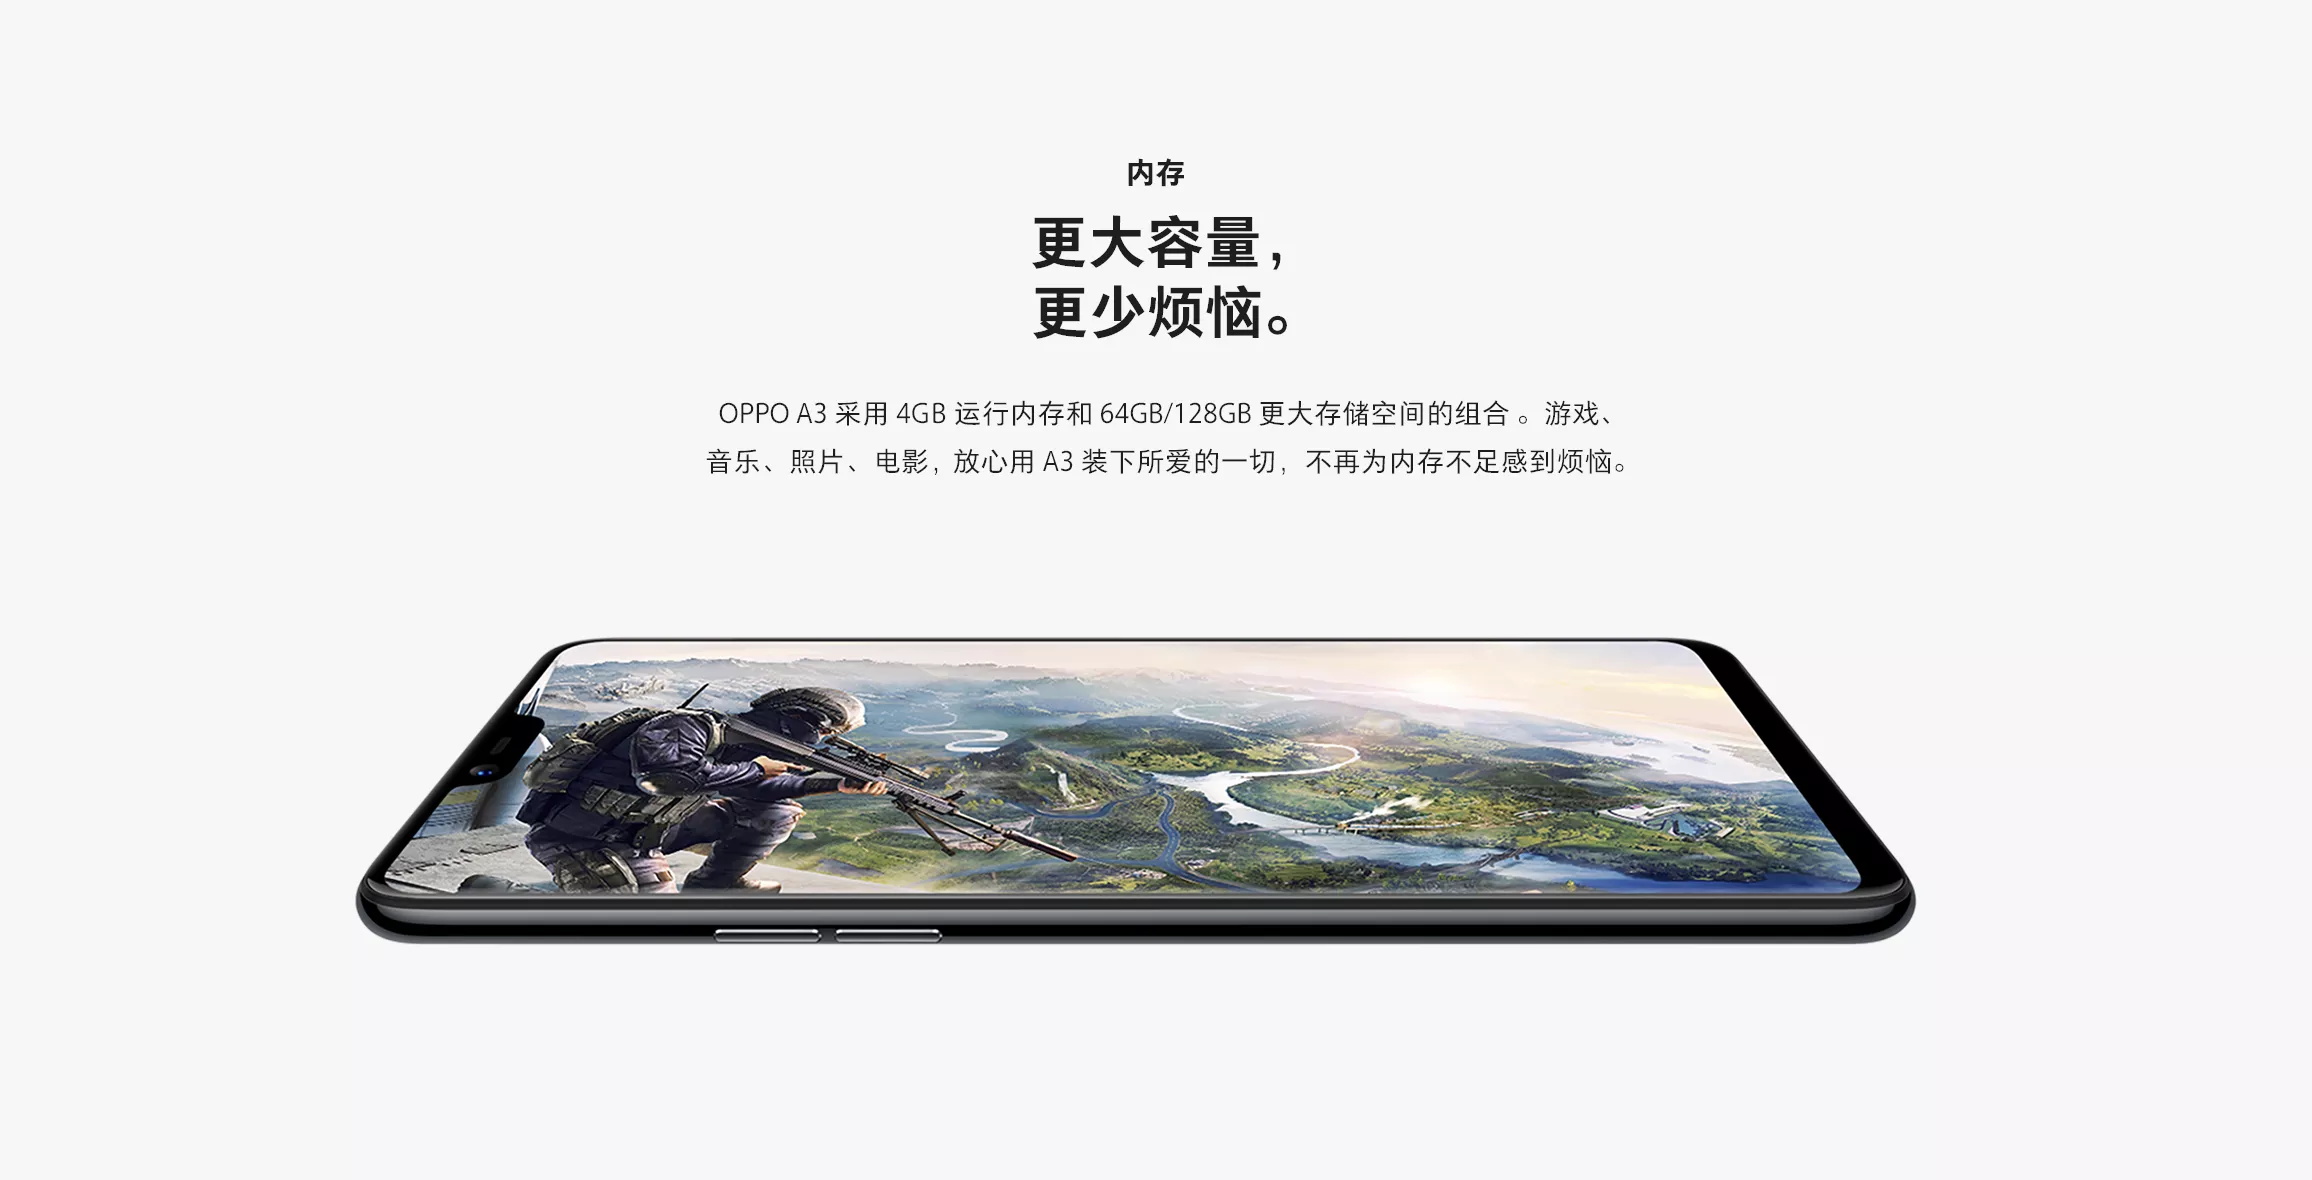 内存
更大容量，
更少烦恼。
OPPO A3 采用 4GB 运行内存和 64GB/128GB 更大存储空间的组合 。游戏、
音乐、照片、电影，放心用 A3 装下所爱的一切，不再为内存不足感到烦恼。